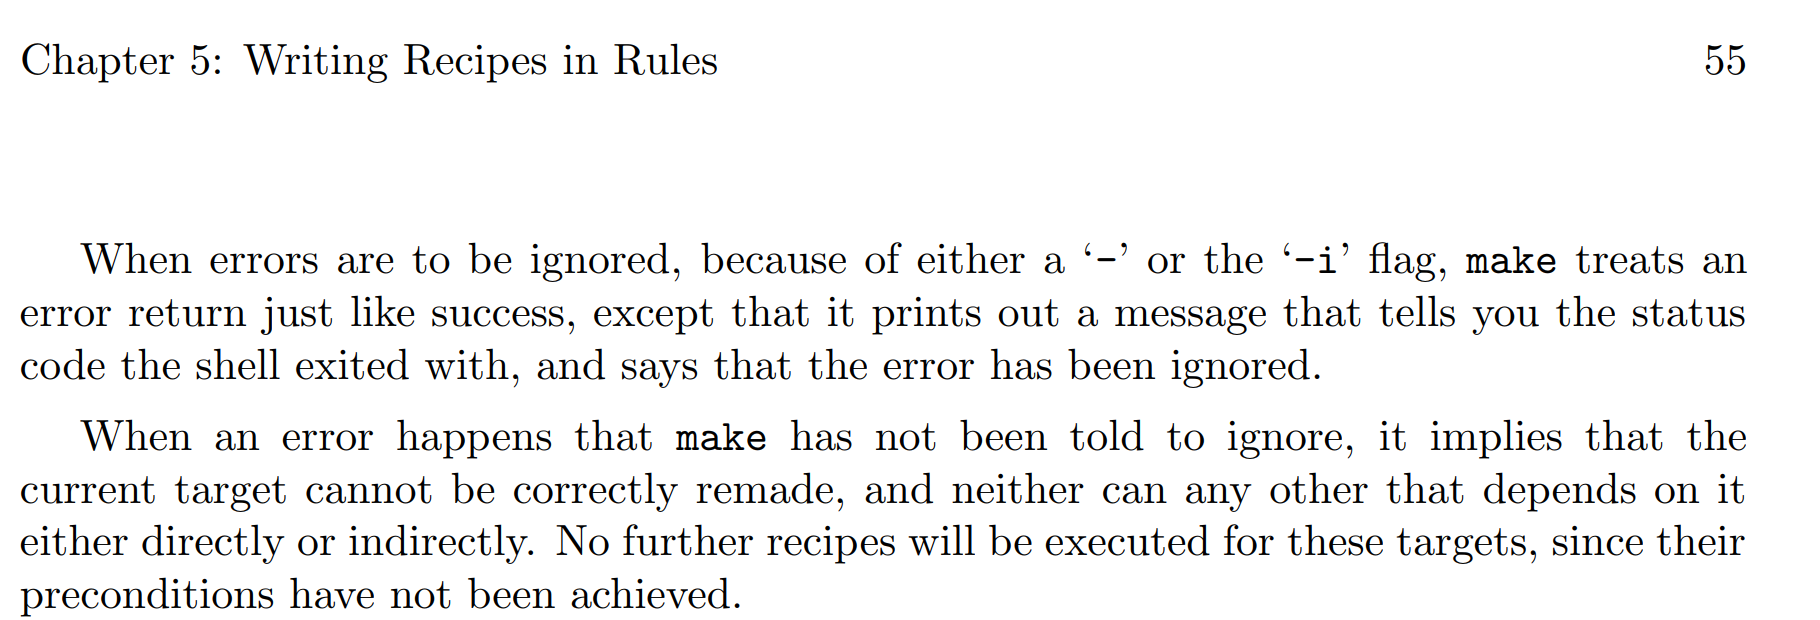 Chapter 5: Writing Recipes in Rules 55
When errors are to be ignored, because of either a ‘-’ or the ‘-i’ flag, make treats an
error return just like success, except that it prints out a message that tells you the status
code the shell exited with, and says that the error has been ignored.
When an error happens that make has not been told to ignore, it implies that the
current target cannot be correctly remade, and neither can any other that depends on it
either directly or indirectly. No further recipes will be executed for these targets, since their
preconditions have not been achieved.